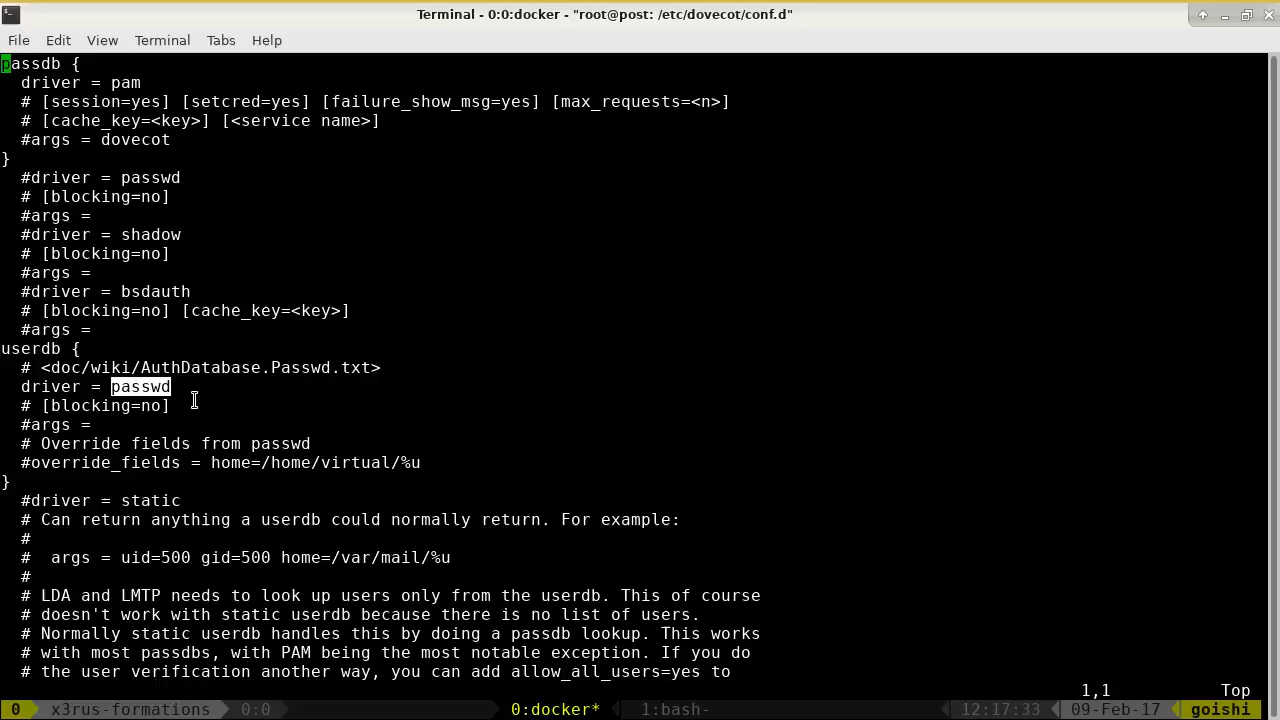 Terminal - 0:0:docker - "root@post: /etc/dovecot/conf.d"
File Edit View Terminal Tabs Help
passdb {
  driver = pam
  # [session=yes] [setcred=yes] [failure_show_msg=yes] [max_requests=<n>]
  # [cache_key=<key>] [<service name>]
  #args = dovecot
}
  #driver = passwd
  # [blocking=no]
  #args =
  #driver = shadow
  # [blocking=no]
  #args =
  #driver = bsdauth
  # [blocking=no] [cache_key=<key>]
  #args =
userdb {
  # <doc/wiki/AuthDatabase.Passwd.txt>
  driver = passwd
  # [blocking=no]
  #args =
  # Override fields from passwd
  #override_fields = home=/home/virtual/%u
}
  #driver = static
  # Can return anything a userdb could normally return. For example:
  #
  #  args = uid=500 gid=500 home=/var/mail/%u
  #
  # LDA and LMTP needs to look up users only from the userdb. This of course
  # doesn't work with static userdb because there is no list of users.
  # Normally static userdb handles this by doing a passdb lookup. This works
  # with most passdbs, with PAM being the most notable exception. If you do
  # the user verification another way, you can add allow_all_users=yes to
1,1 Top
0 x3rus-formations 0:0 0:docker* 1:bash- 12:17:33 09-Feb-17 goishi